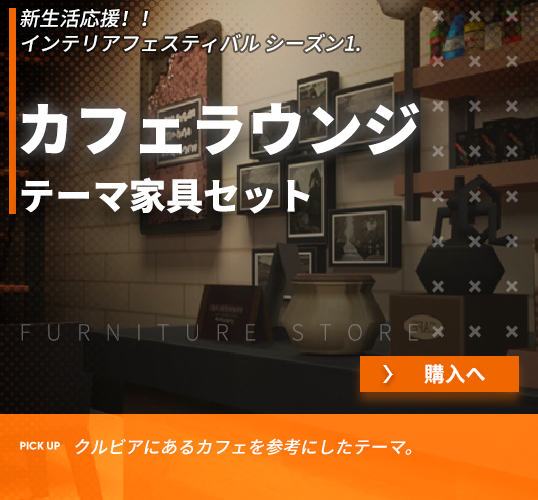 新生活応援！！
インテリアフェスティバル シーズン1.
カフェラウンジ
テーマ家具セット
FURNITURE STORE
購入へ
PICK UP クルビアにあるカフェを参考にしたテーマ。